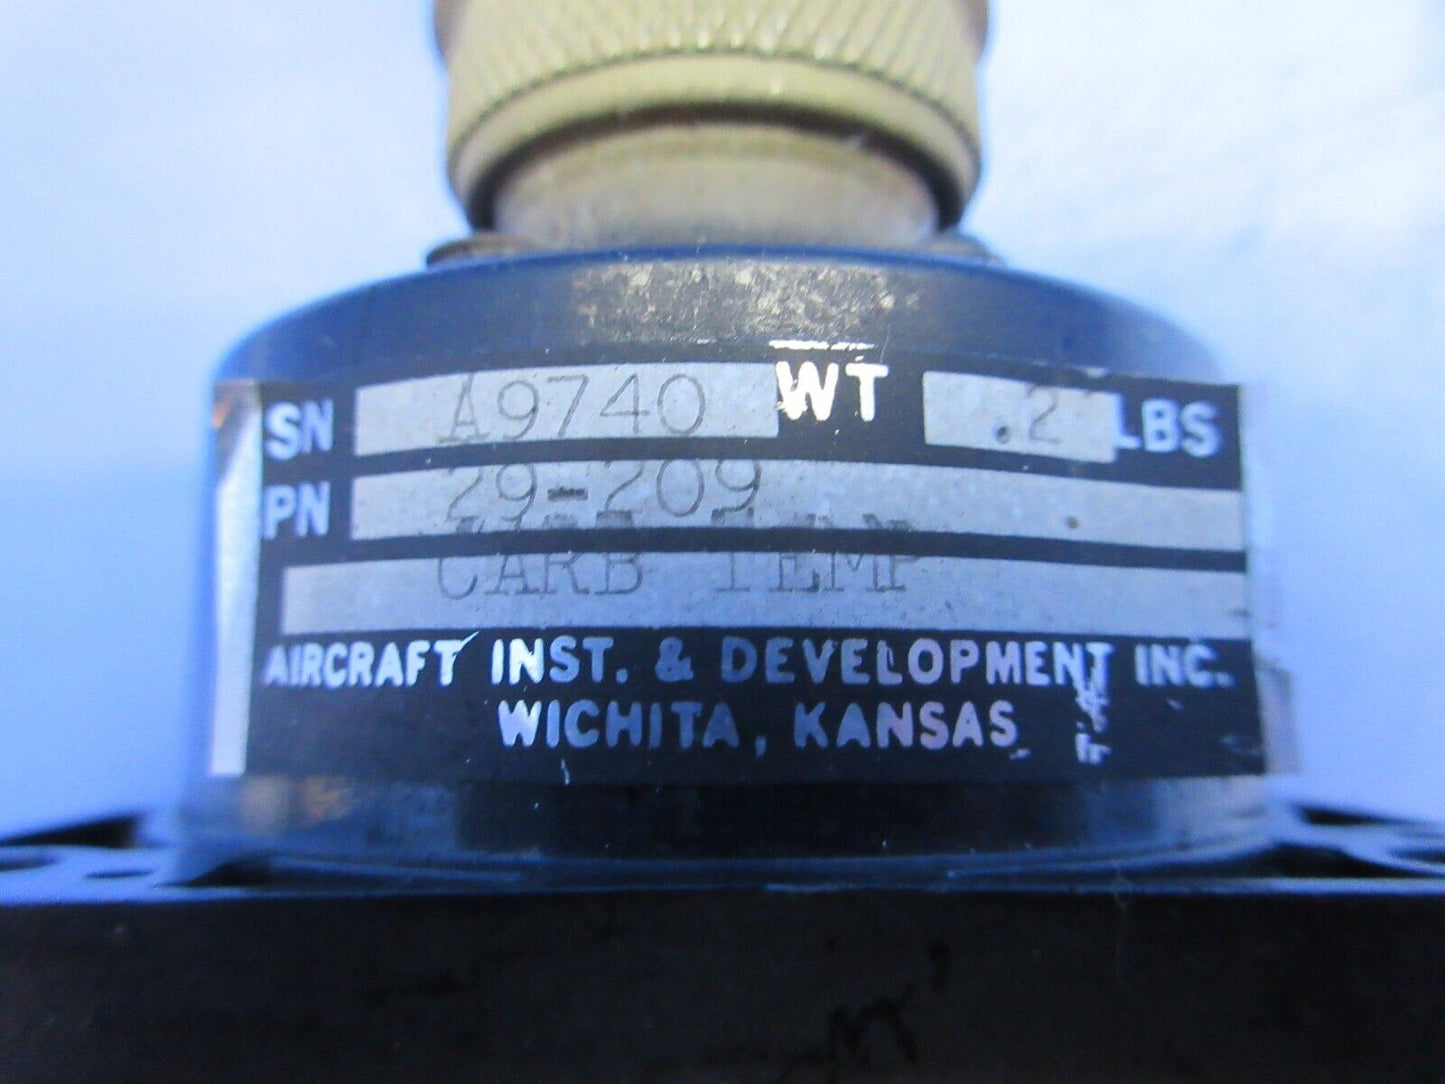 SN A9740 WT .2 LBS
PN 29-209
CARB TEMP
AIRCRAFT INST. & DEVELOPMENT INC.
WICHITA, KANSAS